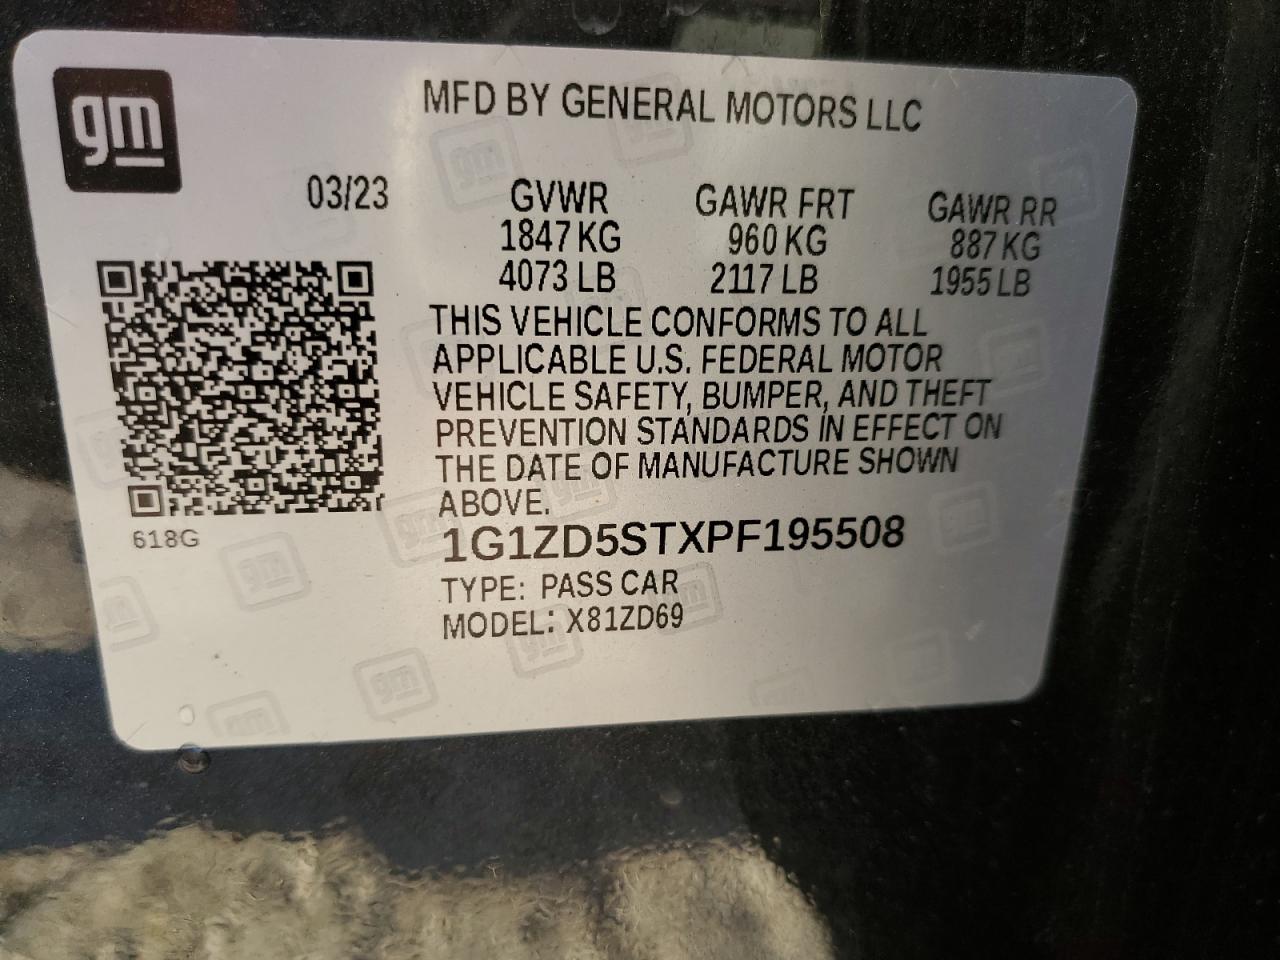 gm
MFD BY GENERAL MOTORS LLC
03/23
GVWR GAWR FRT GAWR RR
1847 KG 960 KG 887 KG
4073 LB 2117 LB 1955 LB
THIS VEHICLE CONFORMS TO ALL
APPLICABLE U.S. FEDERAL MOTOR
VEHICLE SAFETY, BUMPER, AND THEFT
PREVENTION STANDARDS IN EFFECT ON
THE DATE OF MANUFACTURE SHOWN
ABOVE.
618G
1G1ZD5STXPF195508
TYPE: PASS CAR
MODEL: X81ZD69